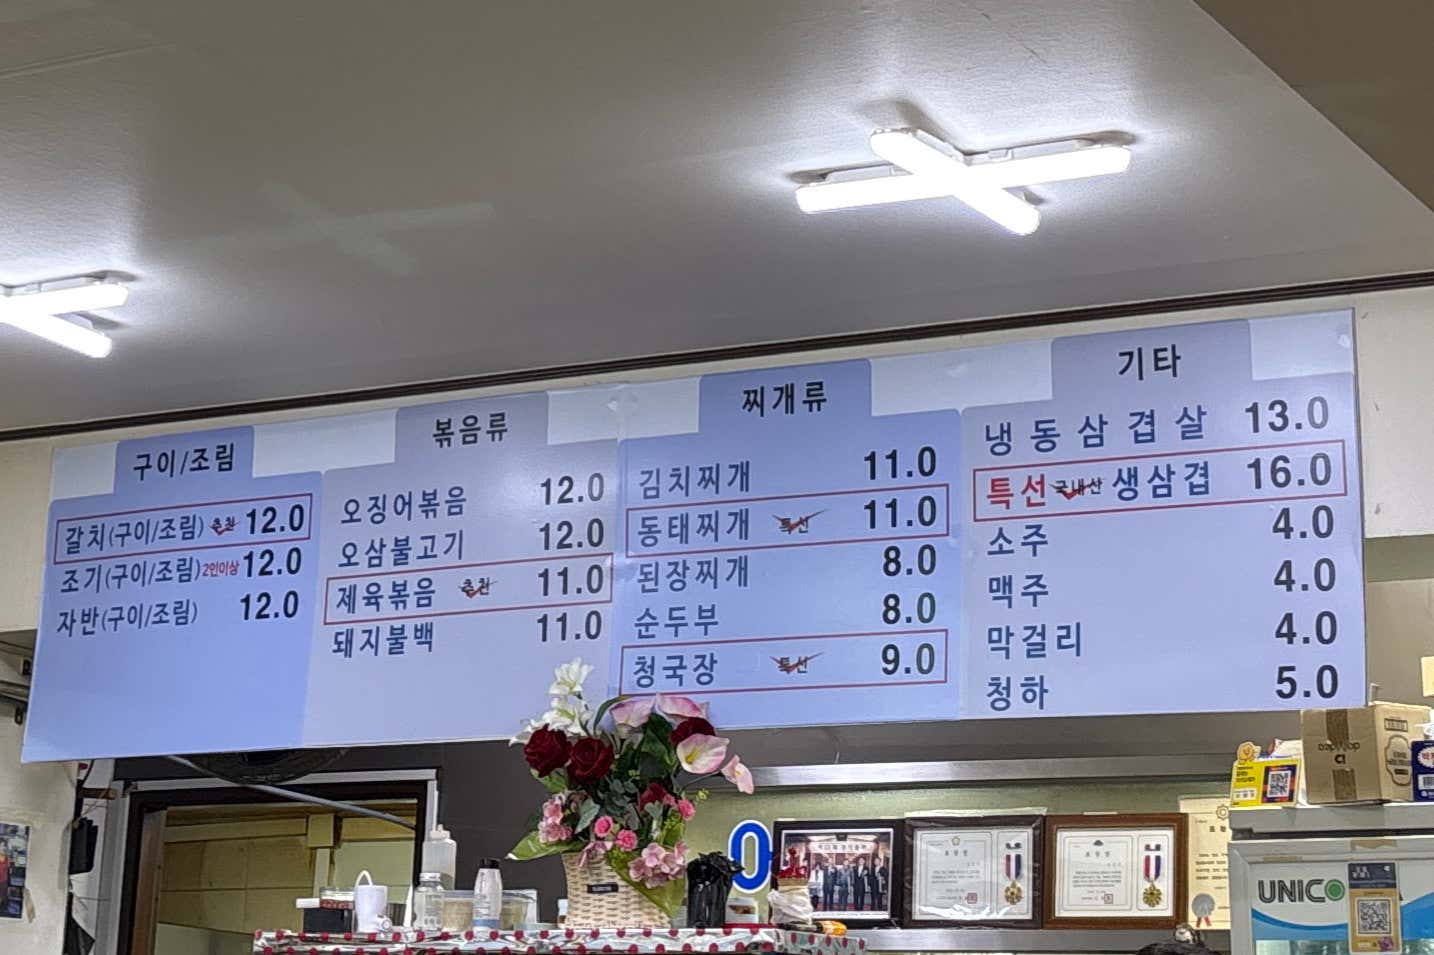 구이/조림
갈치(구이/조림) 추천 12.0
조기(구이/조림) 2인이상 12.0
자반(구이/조림) 12.0
볶음류
오징어볶음 12.0
오삼불고기 12.0
제육볶음 추천 11.0
돼지불백 11.0
찌개류
김치찌개 11.0
동태찌개 특선 11.0
된장찌개 8.0
순두부 8.0
청국장 특선 9.0
기타
냉동삼겹살 13.0
특선 국내산 생삼겹 16.0
소주 4.0
맥주 4.0
막걸리 4.0
청하 5.0
0
표창장
표창장
UNICO